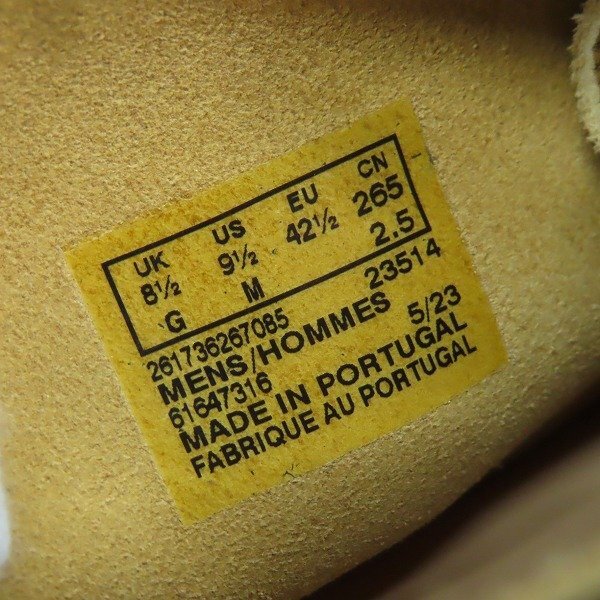 UK US EU CN
8½ 9½ 42½ 265
G M 2.5
261736267085 23514
MENS/HOMMES
61647316 5/23
MADE IN PORTUGAL
FABRIQUE AU PORTUGAL